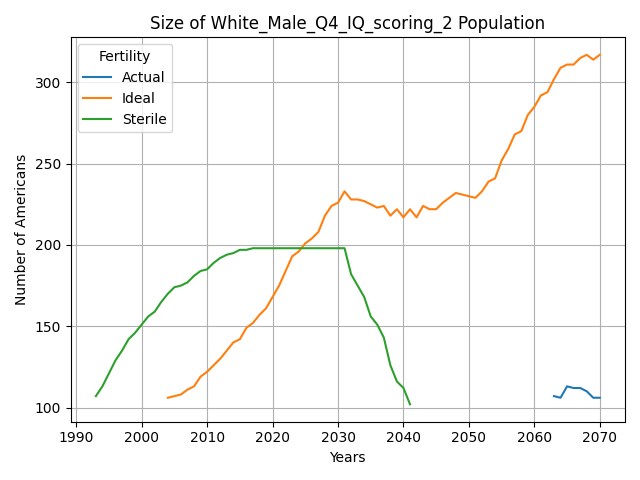 Size of White_Male_Q4_IQ_scoring_2 Population
Fertility
Actual
Ideal
Sterile
Number of Americans
300
250
200
150
100
1990 2000 2010 2020 2030 2040 2050 2060 2070
Years